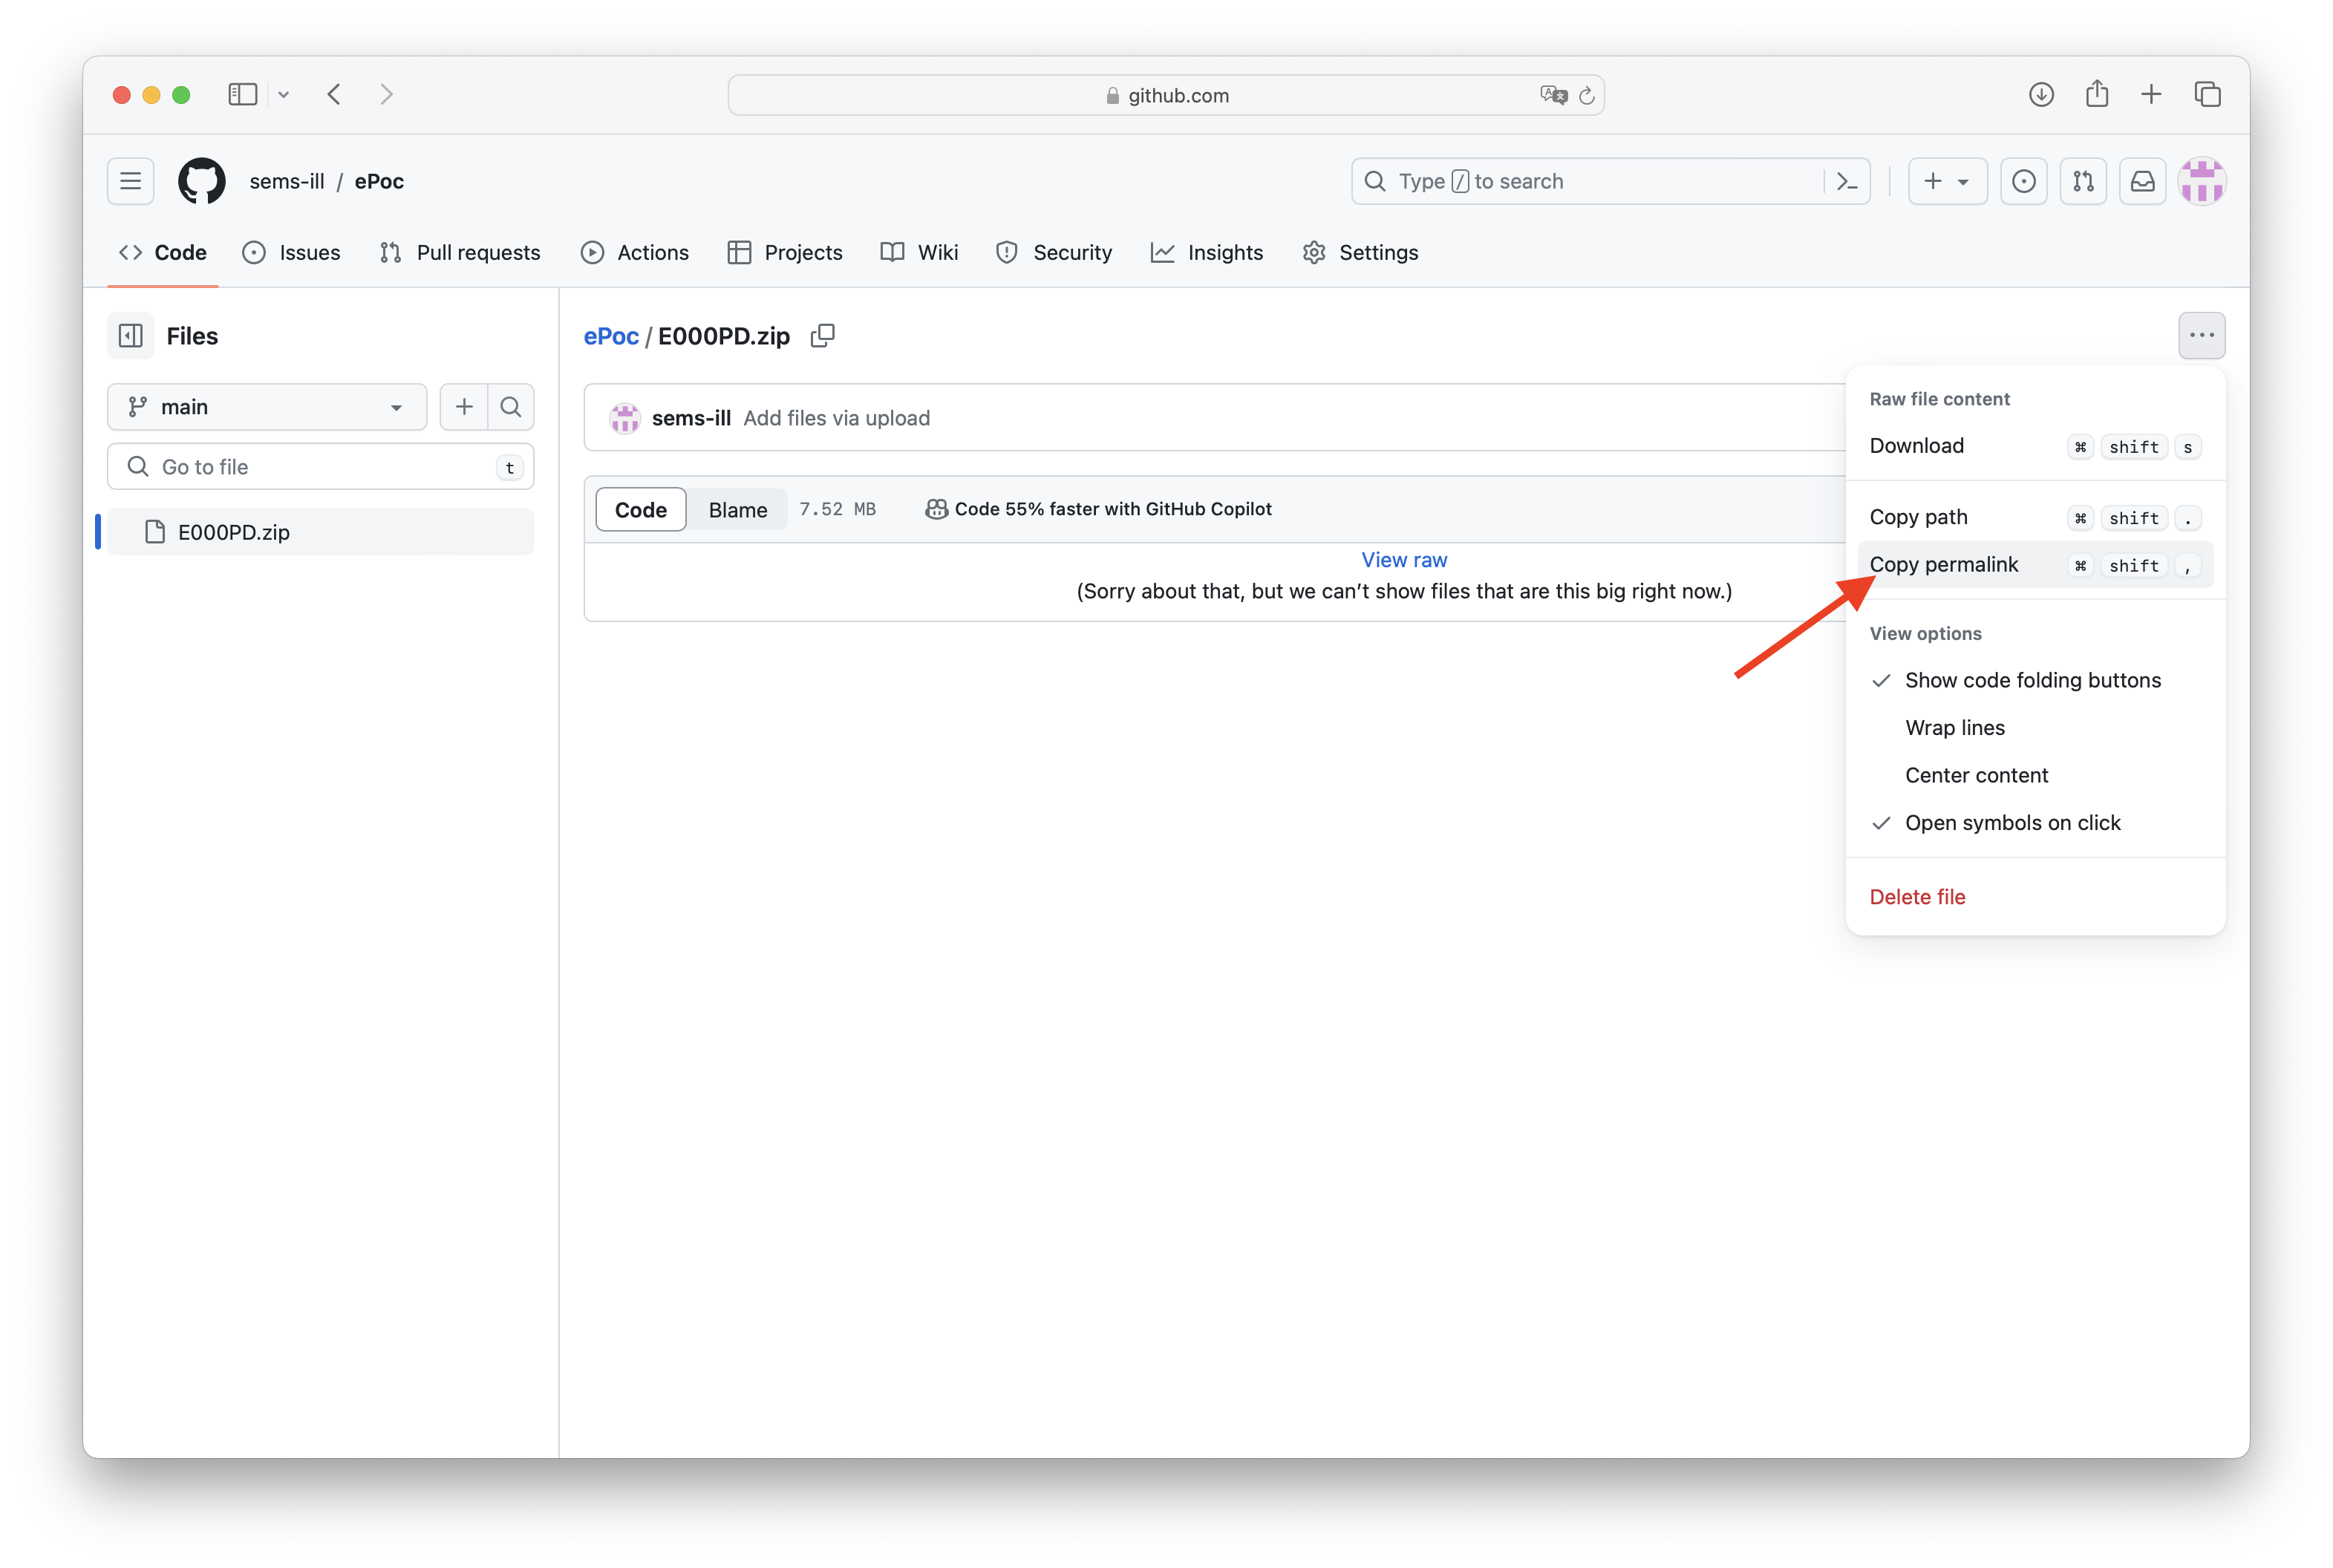 github.com
sems-ill / ePoc
Type / to search
Code Issues Pull requests Actions Projects Wiki Security Insights Settings
Files
main
Go to file t
E000PD.zip
ePoc / E000PD.zip
sems-ill Add files via upload
Code Blame 7.52 MB Code 55% faster with GitHub Copilot
View raw
(Sorry about that, but we can’t show files that are this big right now.)
Raw file content
Download ⌘ shift s
Copy path ⌘ shift .
Copy permalink ⌘ shift ,
View options
Show code folding buttons
Wrap lines
Center content
Open symbols on click
Delete file